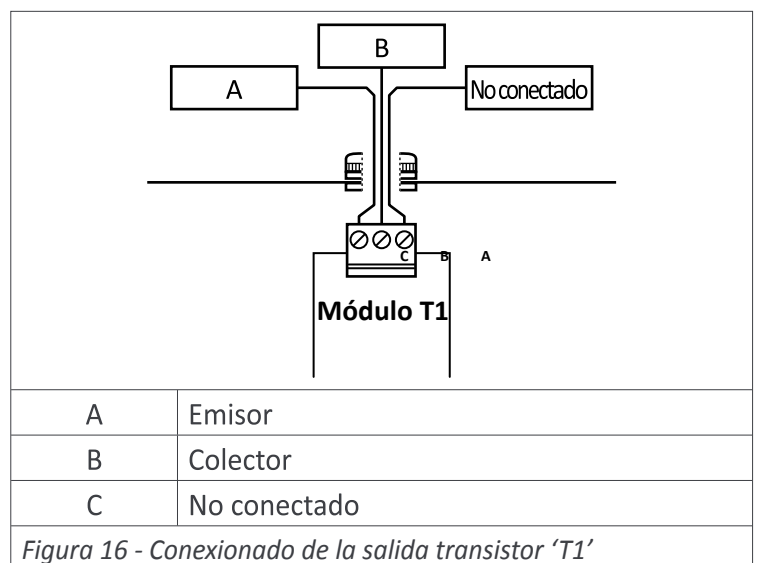 B
A
No conectado
C B A
Módulo T1
A Emisor
B Colector
C No conectado
Figura 16 - Conexionado de la salida transistor ‘T1’